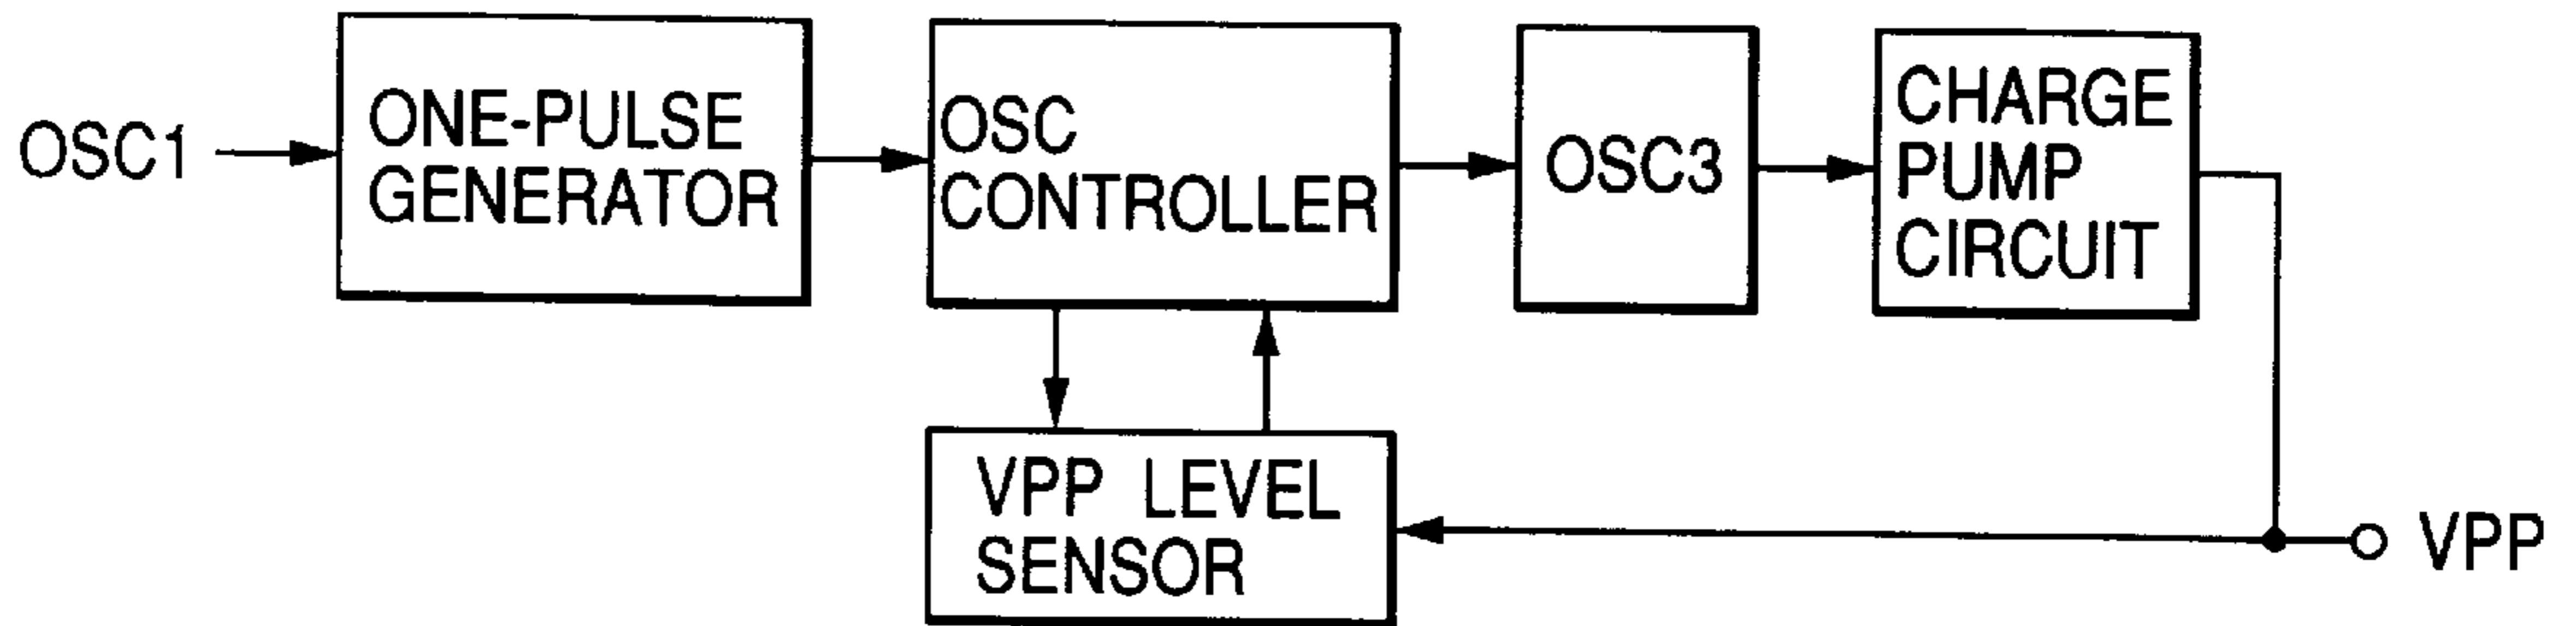 OSC1
ONE-PULSE
GENERATOR
OSC
CONTROLLER
OSC3
CHARGE
PUMP
CIRCUIT
VPP LEVEL
SENSOR
VPP